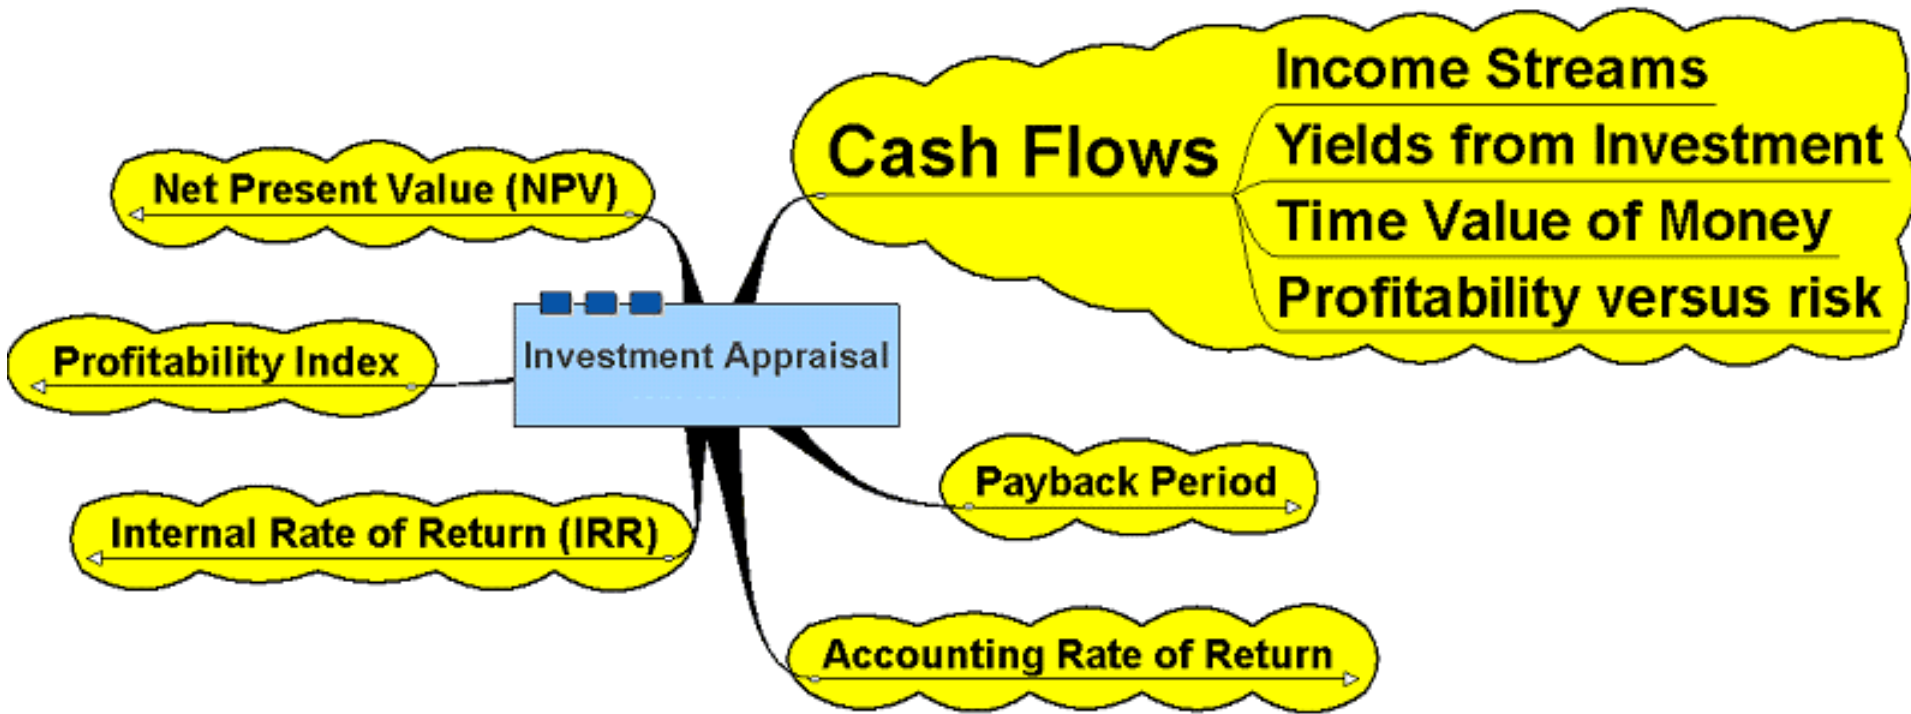 Net Present Value (NPV)
Profitability Index
Internal Rate of Return (IRR)
Investment Appraisal
Cash Flows
Income Streams
Yields from Investment
Time Value of Money
Profitability versus risk
Payback Period
Accounting Rate of Return